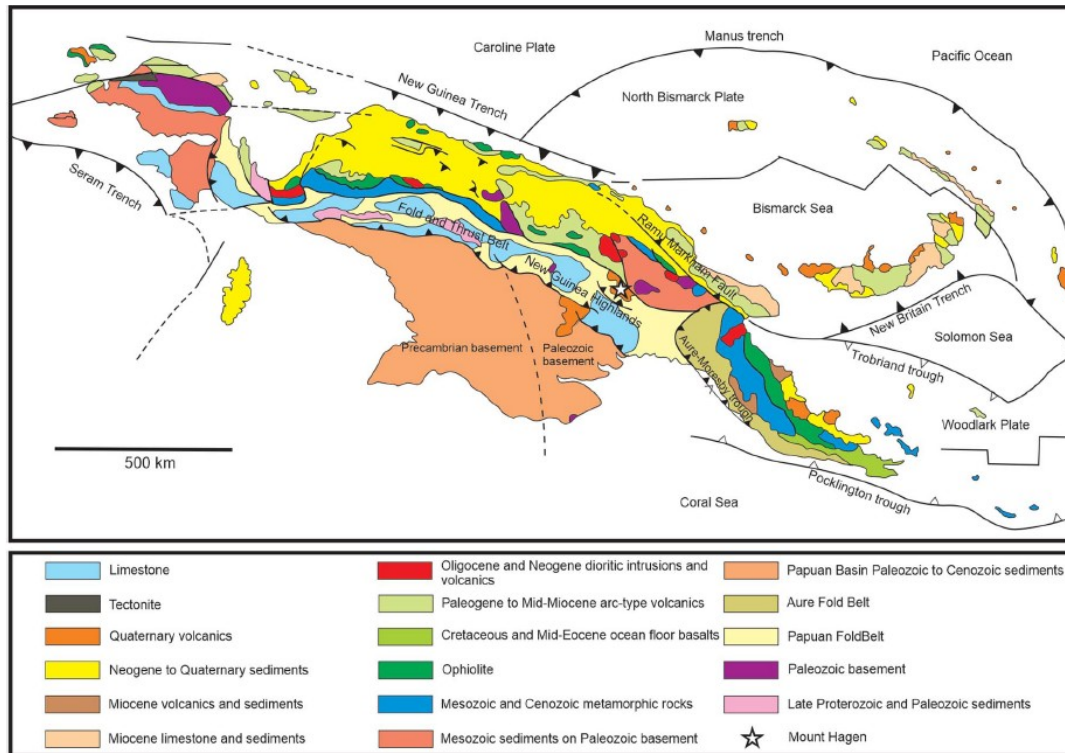 Caroline Plate
Manus trench
Pacific Ocean
New Guinea Trench
North Bismarck Plate
Seram Trench
Bismarck Sea
Fold and Thrust Belt
Ramu Markham Fault
New Guinea Highlands
New Britain Trench
Solomon Sea
Precambrian basement
Paleozoic
basement
Aure-Moresby trough
Trobriand trough
Woodlark Plate
500 km
Pocklington trough
Coral Sea
Limestone
Tectonite
Quaternary volcanics
Neogene to Quaternary sediments
Miocene volcanics and sediments
Miocene limestone and sediments
Oligocene and Neogene dioritic intrusions and
volcanics
Paleogene to Mid-Miocene arc-type volcanics
Cretaceous and Mid-Eocene ocean floor basalts
Ophiolite
Mesozoic and Cenozoic metamorphic rocks
Mesozoic sediments on Paleozoic basement
Papuan Basin Paleozoic to Cenozoic sediments
Aure Fold Belt
Papuan FoldBelt
Paleozoic basement
Late Proterozoic and Paleozoic sediments
Mount Hagen